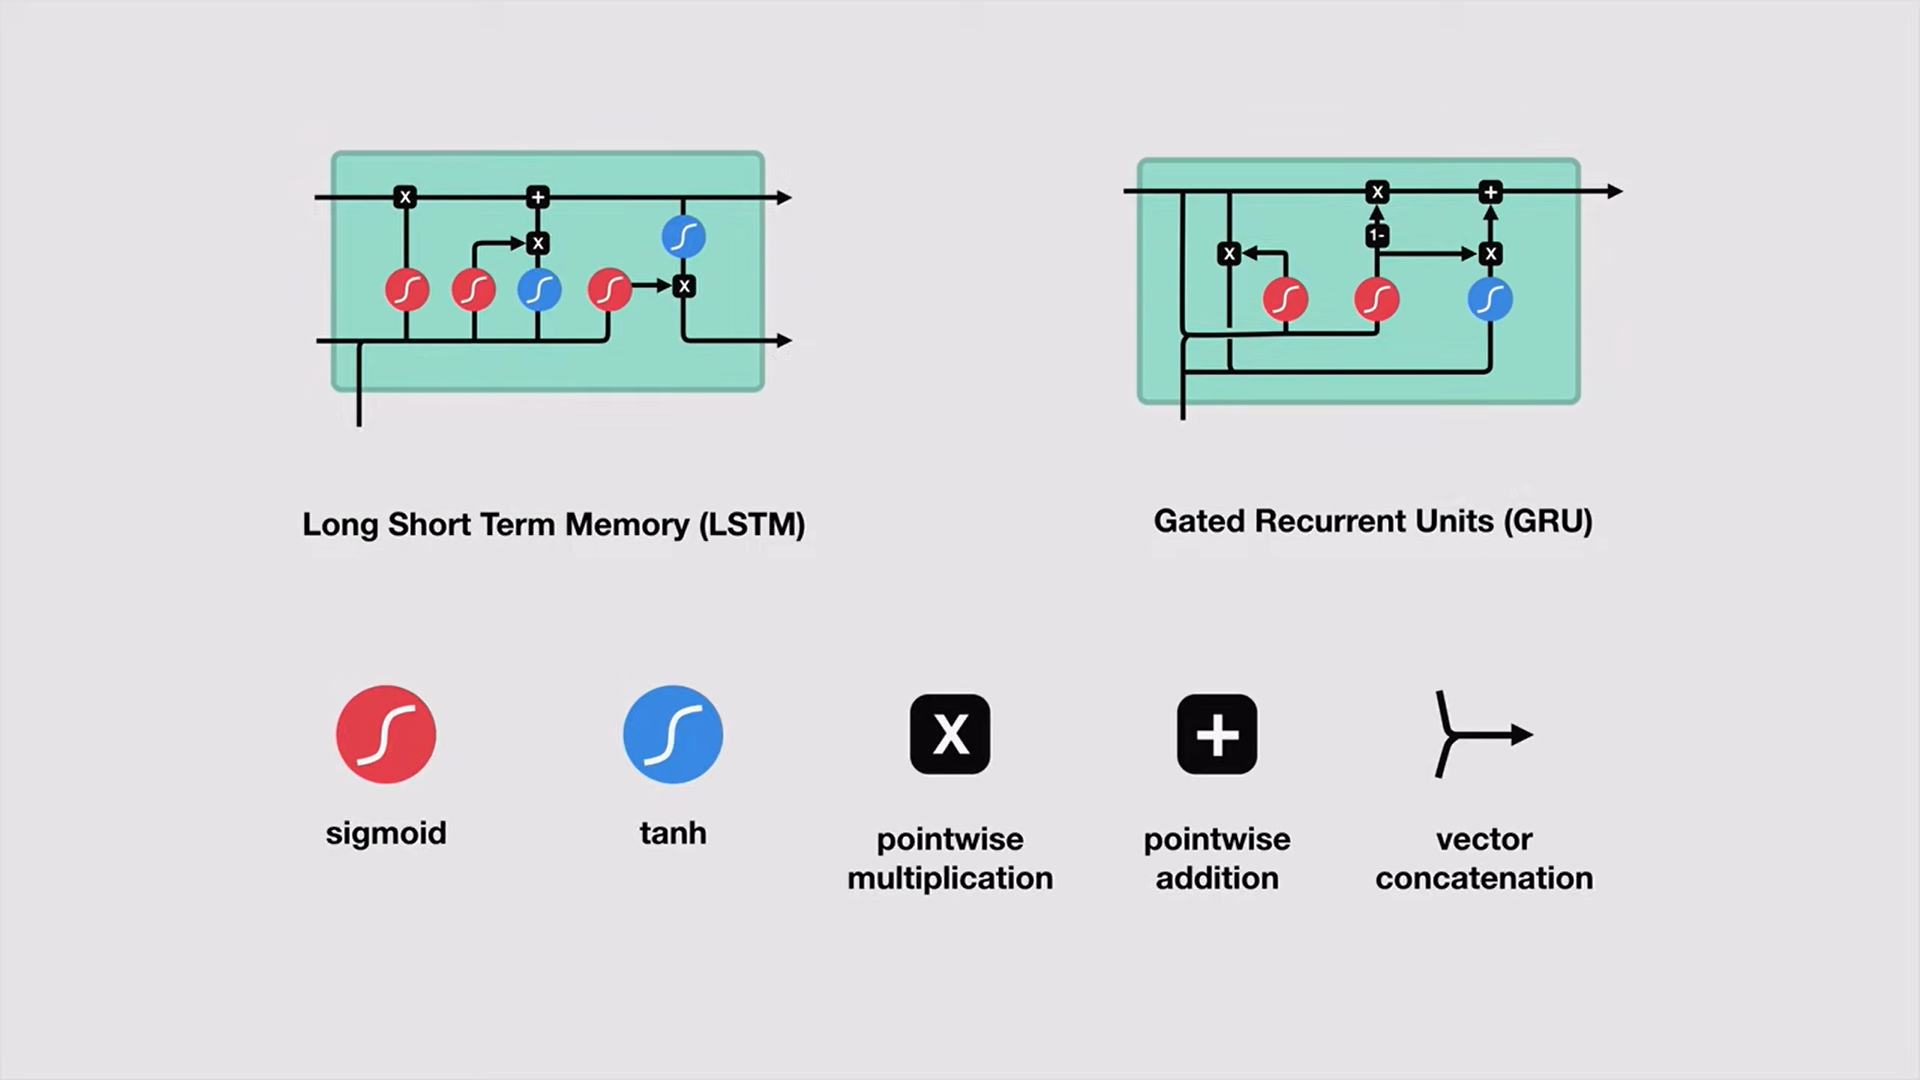 x
+
x
x
x
+
1-
x
x
Long Short Term Memory (LSTM)
Gated Recurrent Units (GRU)
X
+
sigmoid
tanh
pointwise
multiplication
pointwise
addition
vector
concatenation